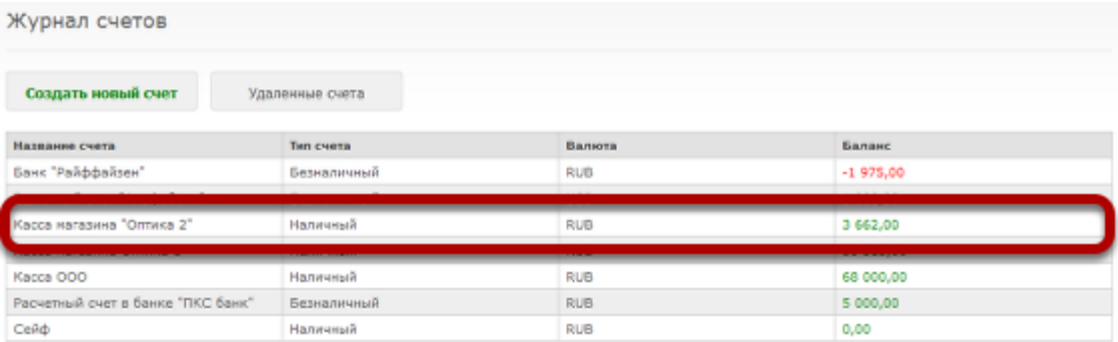 Журнал счетов
Создать новый счет Удаленные счета
Название счета Тип счета Валюта Баланс
Банк "Райффайзен" Безналичный RUB -1 975,00
Касса магазина "Оптика 2" Наличный RUB 3 662,00
Касса ООО Наличный RUB 68 000,00
Расчетный счет в банке "ПКС банк" Безналичный RUB 5 000,00
Сейф Наличный RUB 0,00